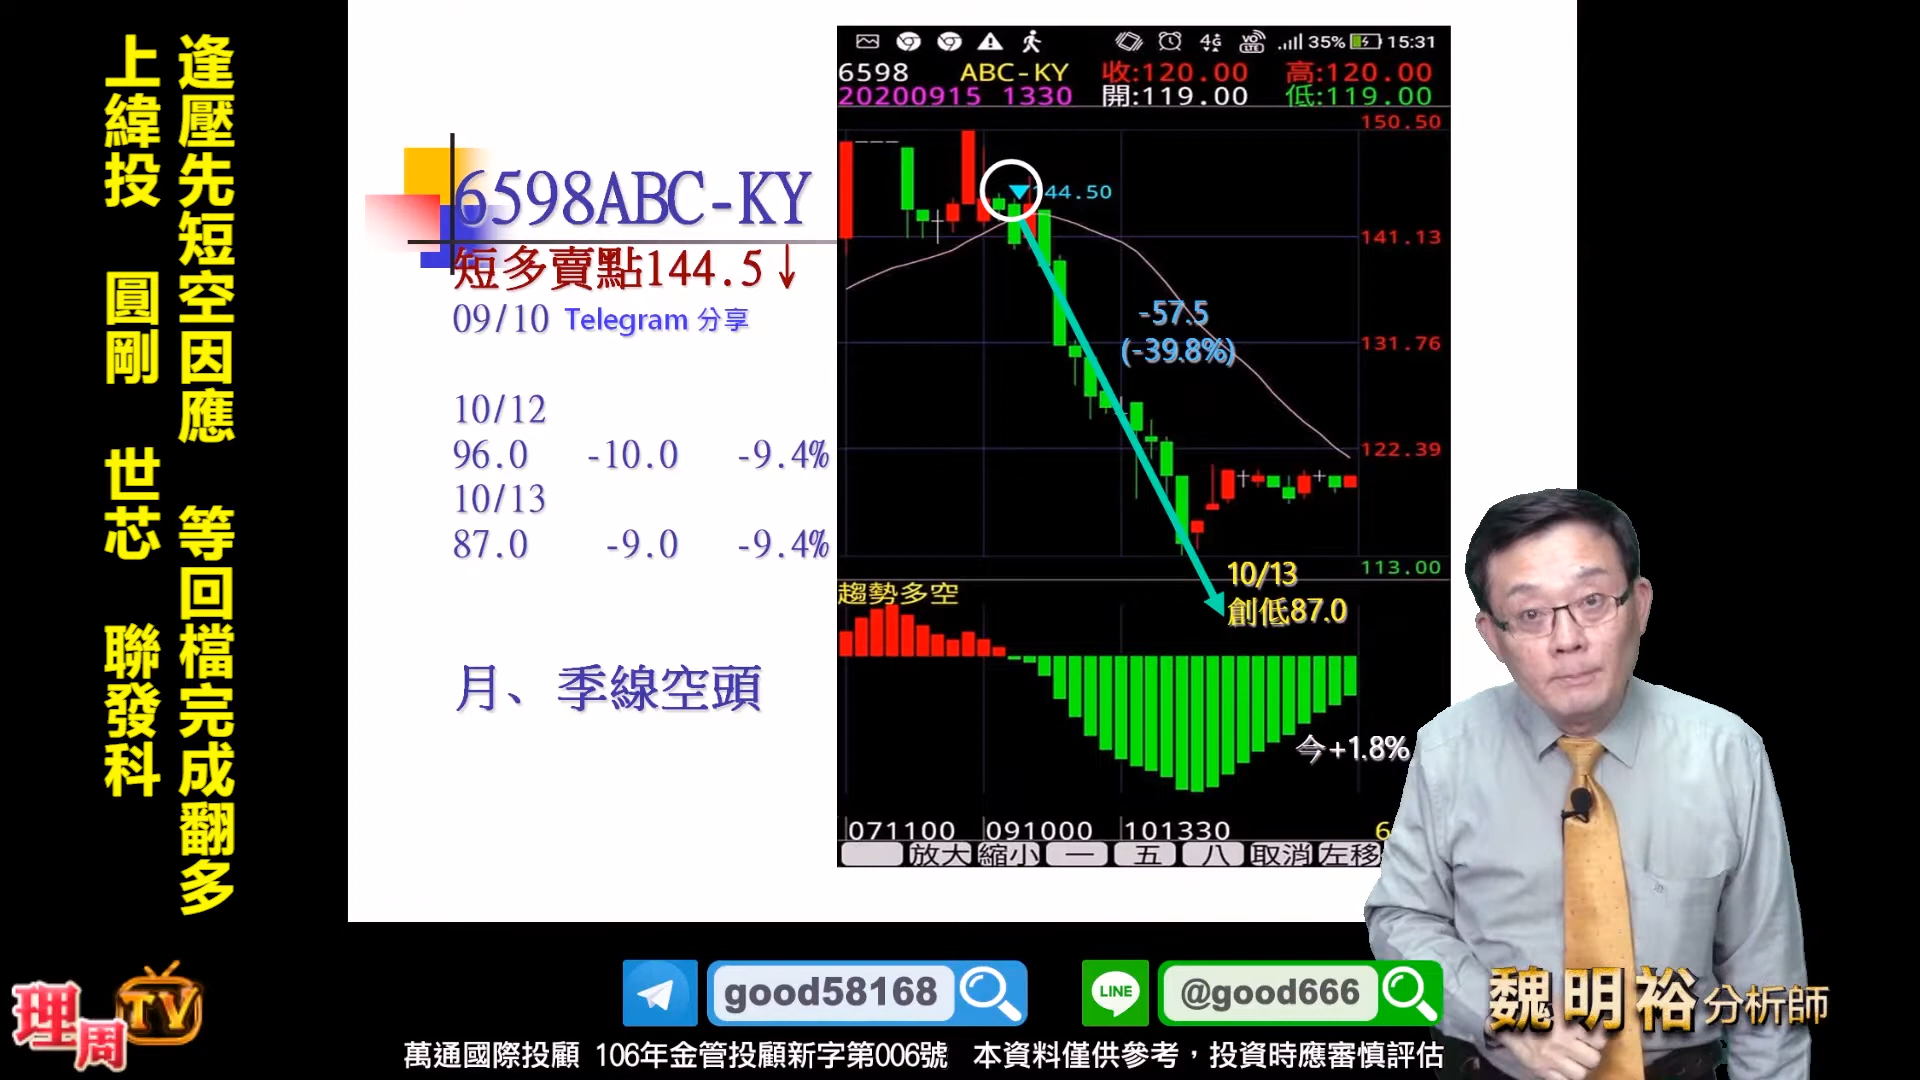 逢壓先短空因應 等回檔完成翻多
上緯投 圓剛 世芯 聯發科
6598ABC-KY
短多賣點144.5↓
09/10 Telegram 分享
10/12
96.0 -10.0 -9.4%
10/13
87.0 -9.0 -9.4%
月、季線空頭
4G VO LTE 35% 15:31
6598 ABC-KY 收:120.00 高:120.00
20200915 1330 開:119.00 低:119.00
150.50
144.50
141.13
-57.5
(-39.8%)
131.76
122.39
113.00
10/13
創低87.0
趨勢多空
今+1.8%
071100 091000 101330 6
放大 縮小 一 五 八 取消 左移
理周TV
good58168
LINE @good666
魏明裕分析師
萬通國際投顧 106年金管投顧新字第006號 本資料僅供參考，投資時應審慎評估